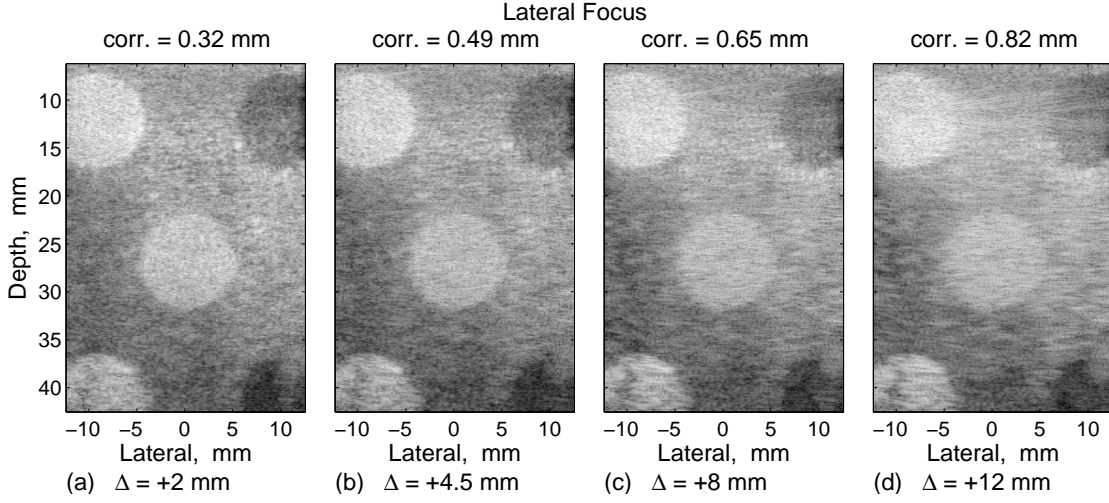 Lateral Focus
corr. = 0.32 mm
corr. = 0.49 mm
corr. = 0.65 mm
corr. = 0.82 mm
Depth, mm
10
15
20
25
30
35
40
−10 −5 0 5 10
−10 −5 0 5 10
−10 −5 0 5 10
−10 −5 0 5 10
Lateral, mm
Lateral, mm
Lateral, mm
Lateral, mm
(a) Δ = +2 mm
(b) Δ = +4.5 mm
(c) Δ = +8 mm
(d) Δ = +12 mm